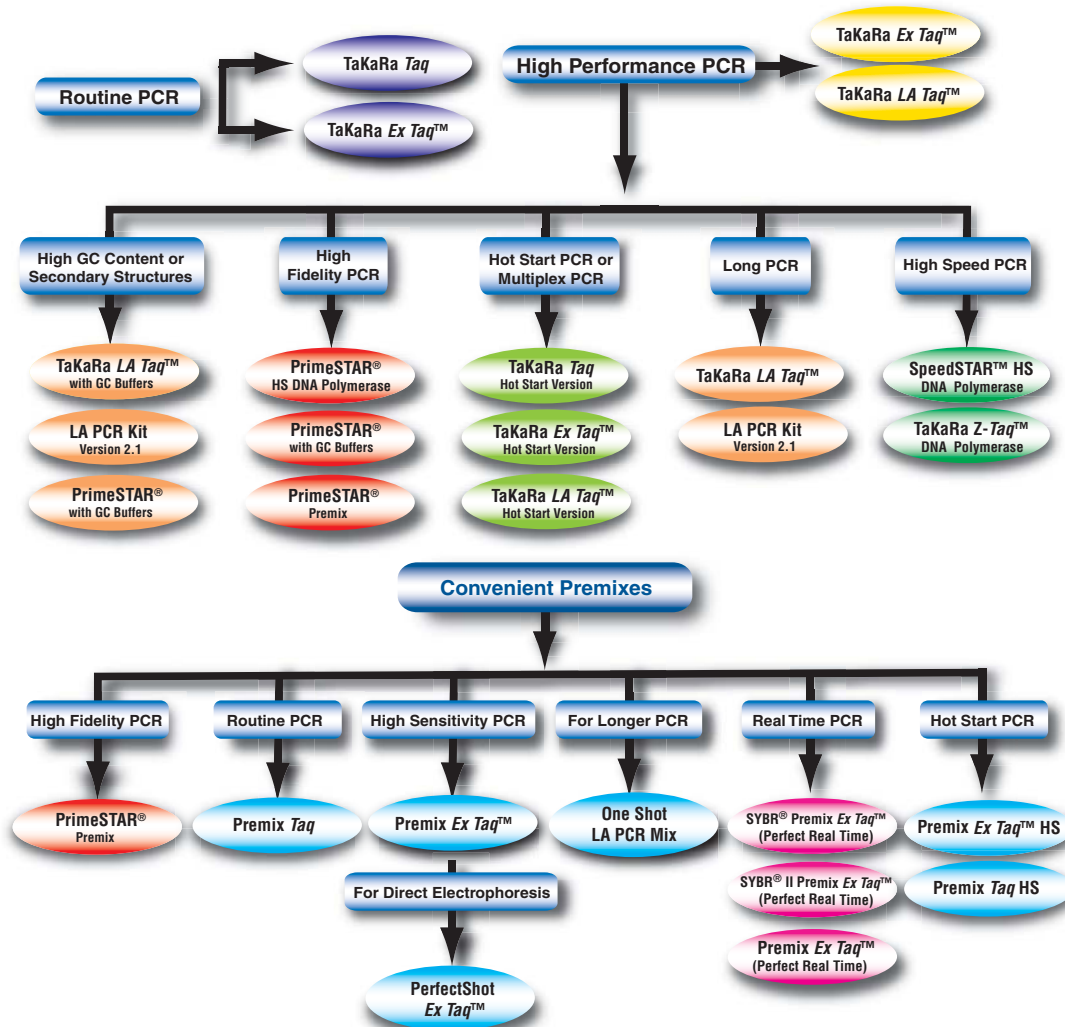 Routine PCR
TaKaRa Taq
TaKaRa Ex Taq™
High Performance PCR
TaKaRa Ex Taq™
TaKaRa LA Taq™
High GC Content or
Secondary Structures
TaKaRa LA Taq™
with GC Buffers
LA PCR Kit
Version 2.1
PrimeSTAR®
with GC Buffers
High
Fidelity PCR
PrimeSTAR®
HS DNA Polymerase
PrimeSTAR®
with GC Buffers
PrimeSTAR®
Premix
Hot Start PCR or
Multiplex PCR
TaKaRa Taq
Hot Start Version
TaKaRa Ex Taq™
Hot Start Version
TaKaRa LA Taq™
Hot Start Version
Long PCR
TaKaRa LA Taq™
LA PCR Kit
Version 2.1
High Speed PCR
SpeedSTAR™ HS
DNA Polymerase
TaKaRa Z-Taq™
DNA Polymerase
Convenient Premixes
High Fidelity PCR
PrimeSTAR®
Premix
Routine PCR
Premix Taq
High Sensitivity PCR
Premix Ex Taq™
For Direct Electrophoresis
PerfectShot
Ex Taq™
For Longer PCR
One Shot
LA PCR Mix
Real Time PCR
SYBR® Premix Ex Taq™
(Perfect Real Time)
SYBR® II Premix Ex Taq™
(Perfect Real Time)
Premix Ex Taq™
(Perfect Real Time)
Hot Start PCR
Premix Ex Taq™ HS
Premix Taq HS